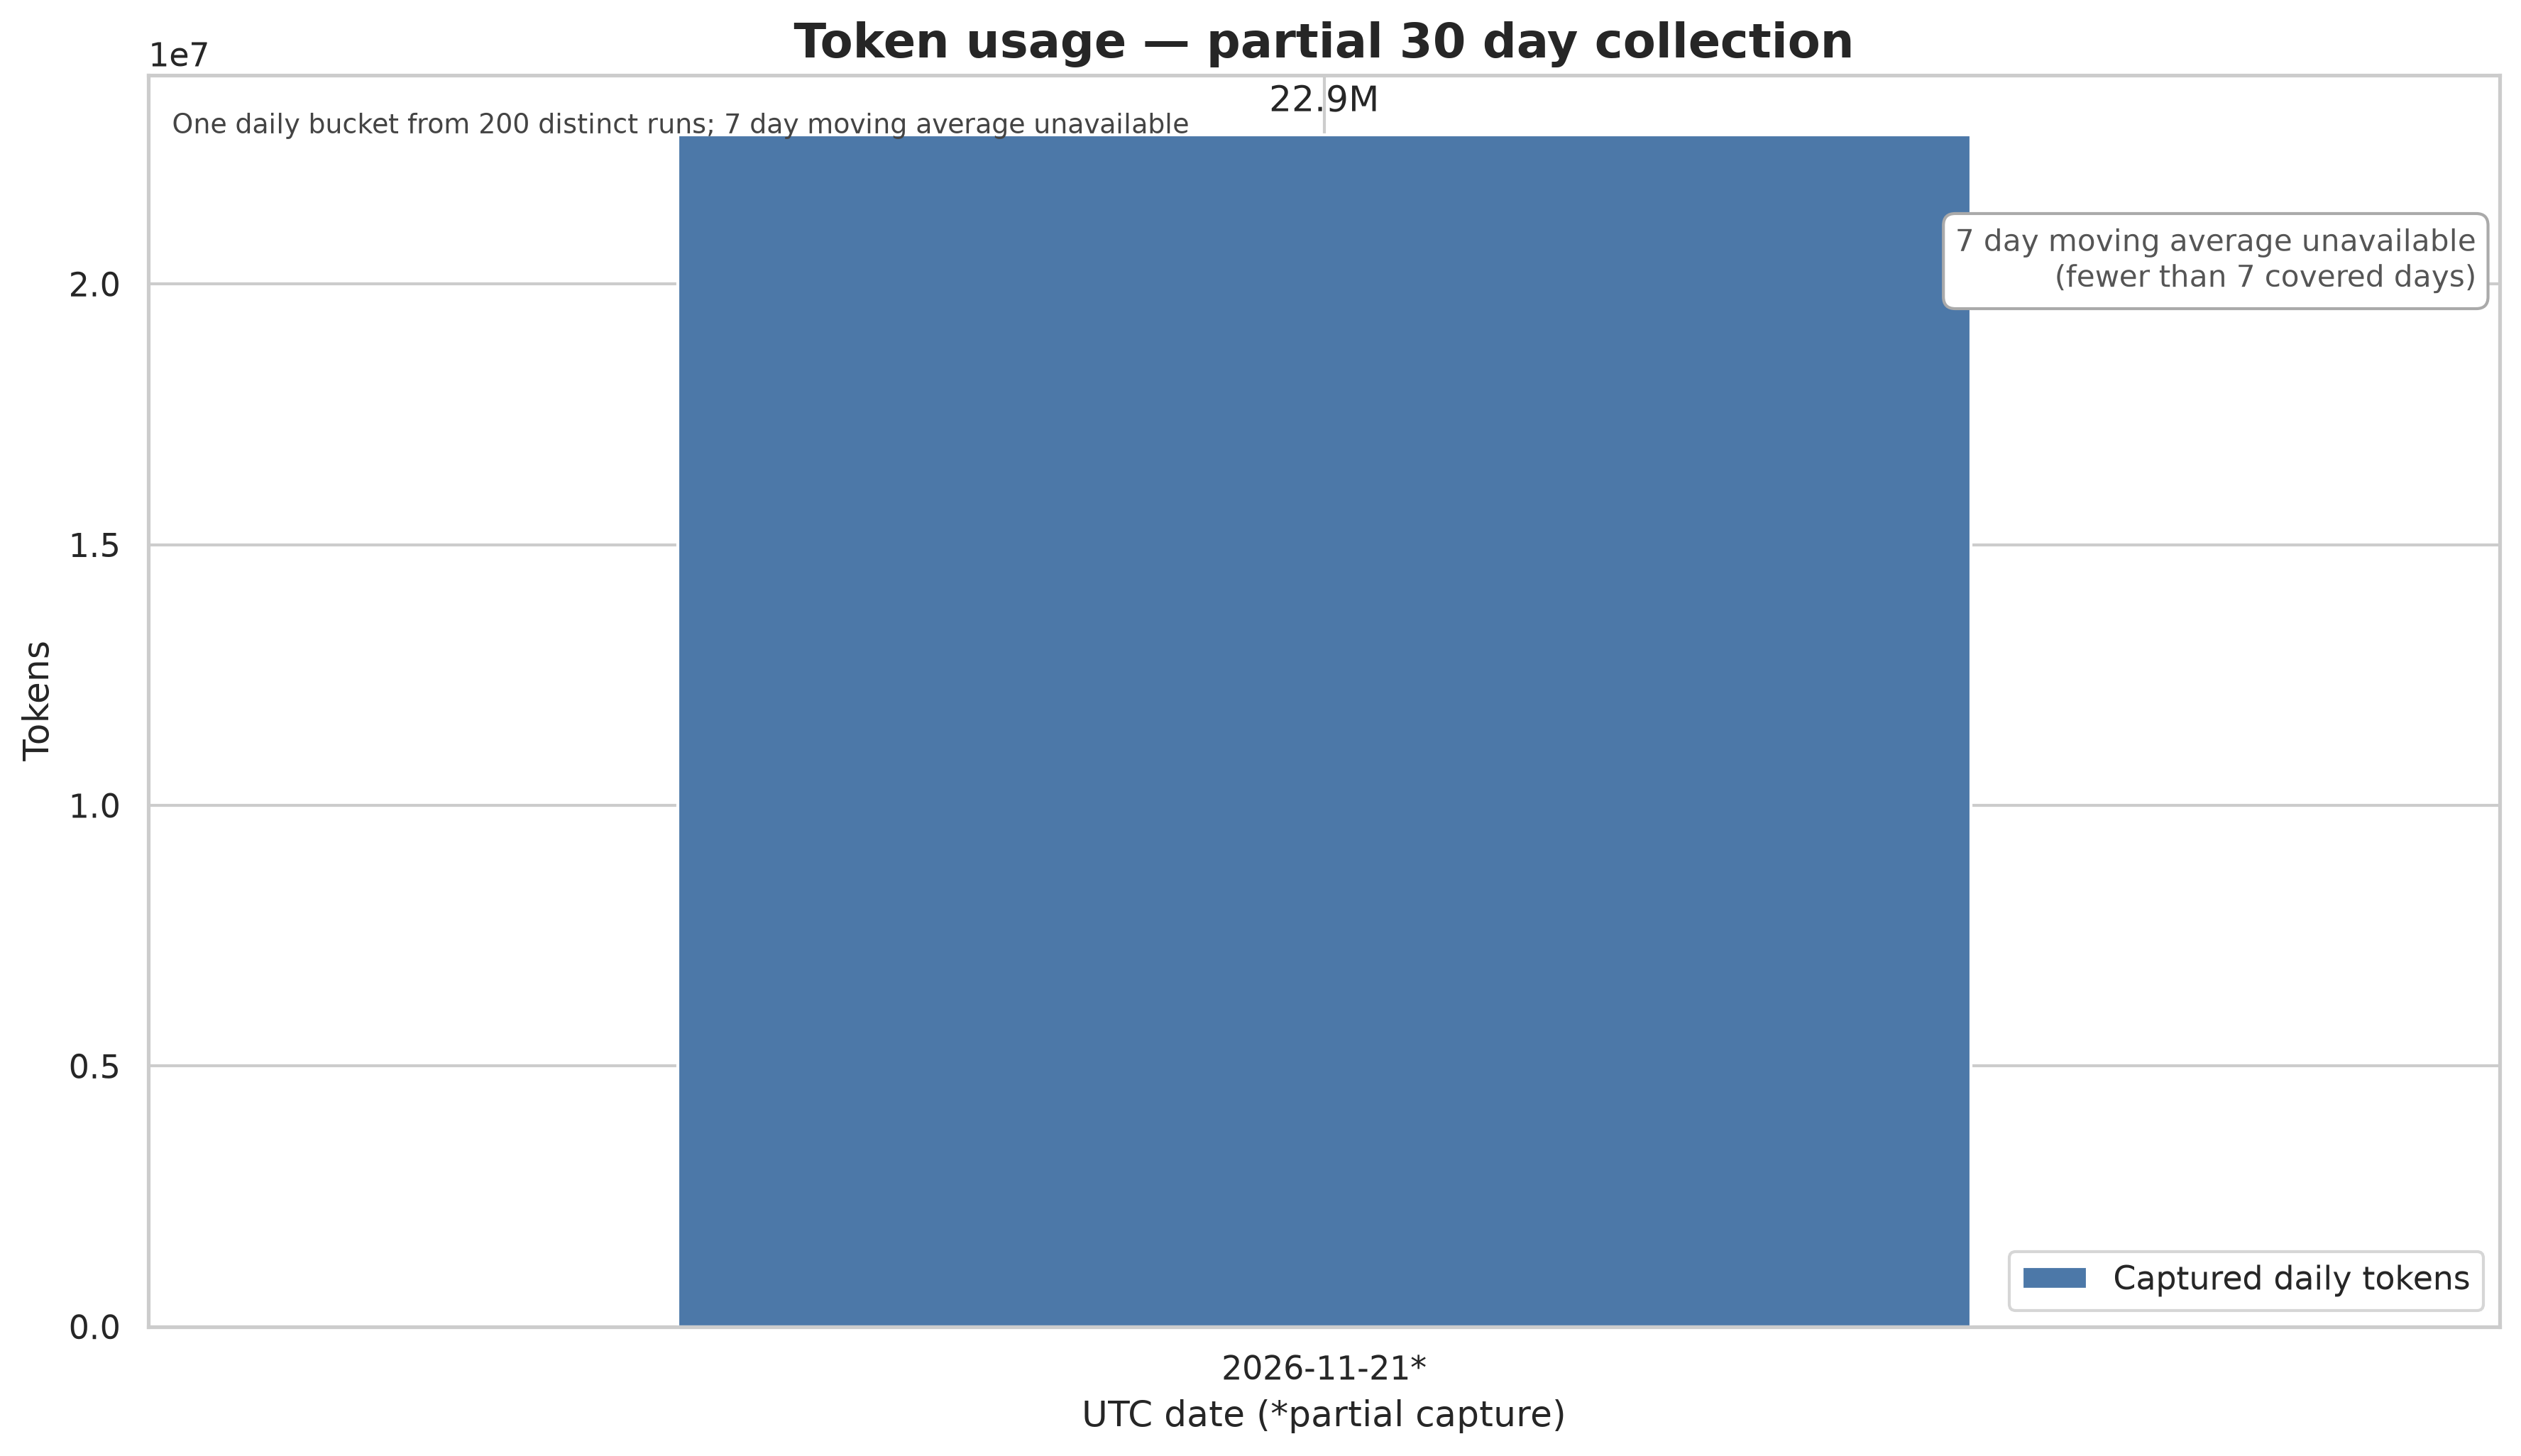 Token usage — partial 30 day collection
1e7
22.9M
One daily bucket from 200 distinct runs; 7 day moving average unavailable
7 day moving average unavailable
(fewer than 7 covered days)
2.0
1.5
1.0
0.5
0.0
Tokens
Captured daily tokens
2026-11-21*
UTC date (*partial capture)